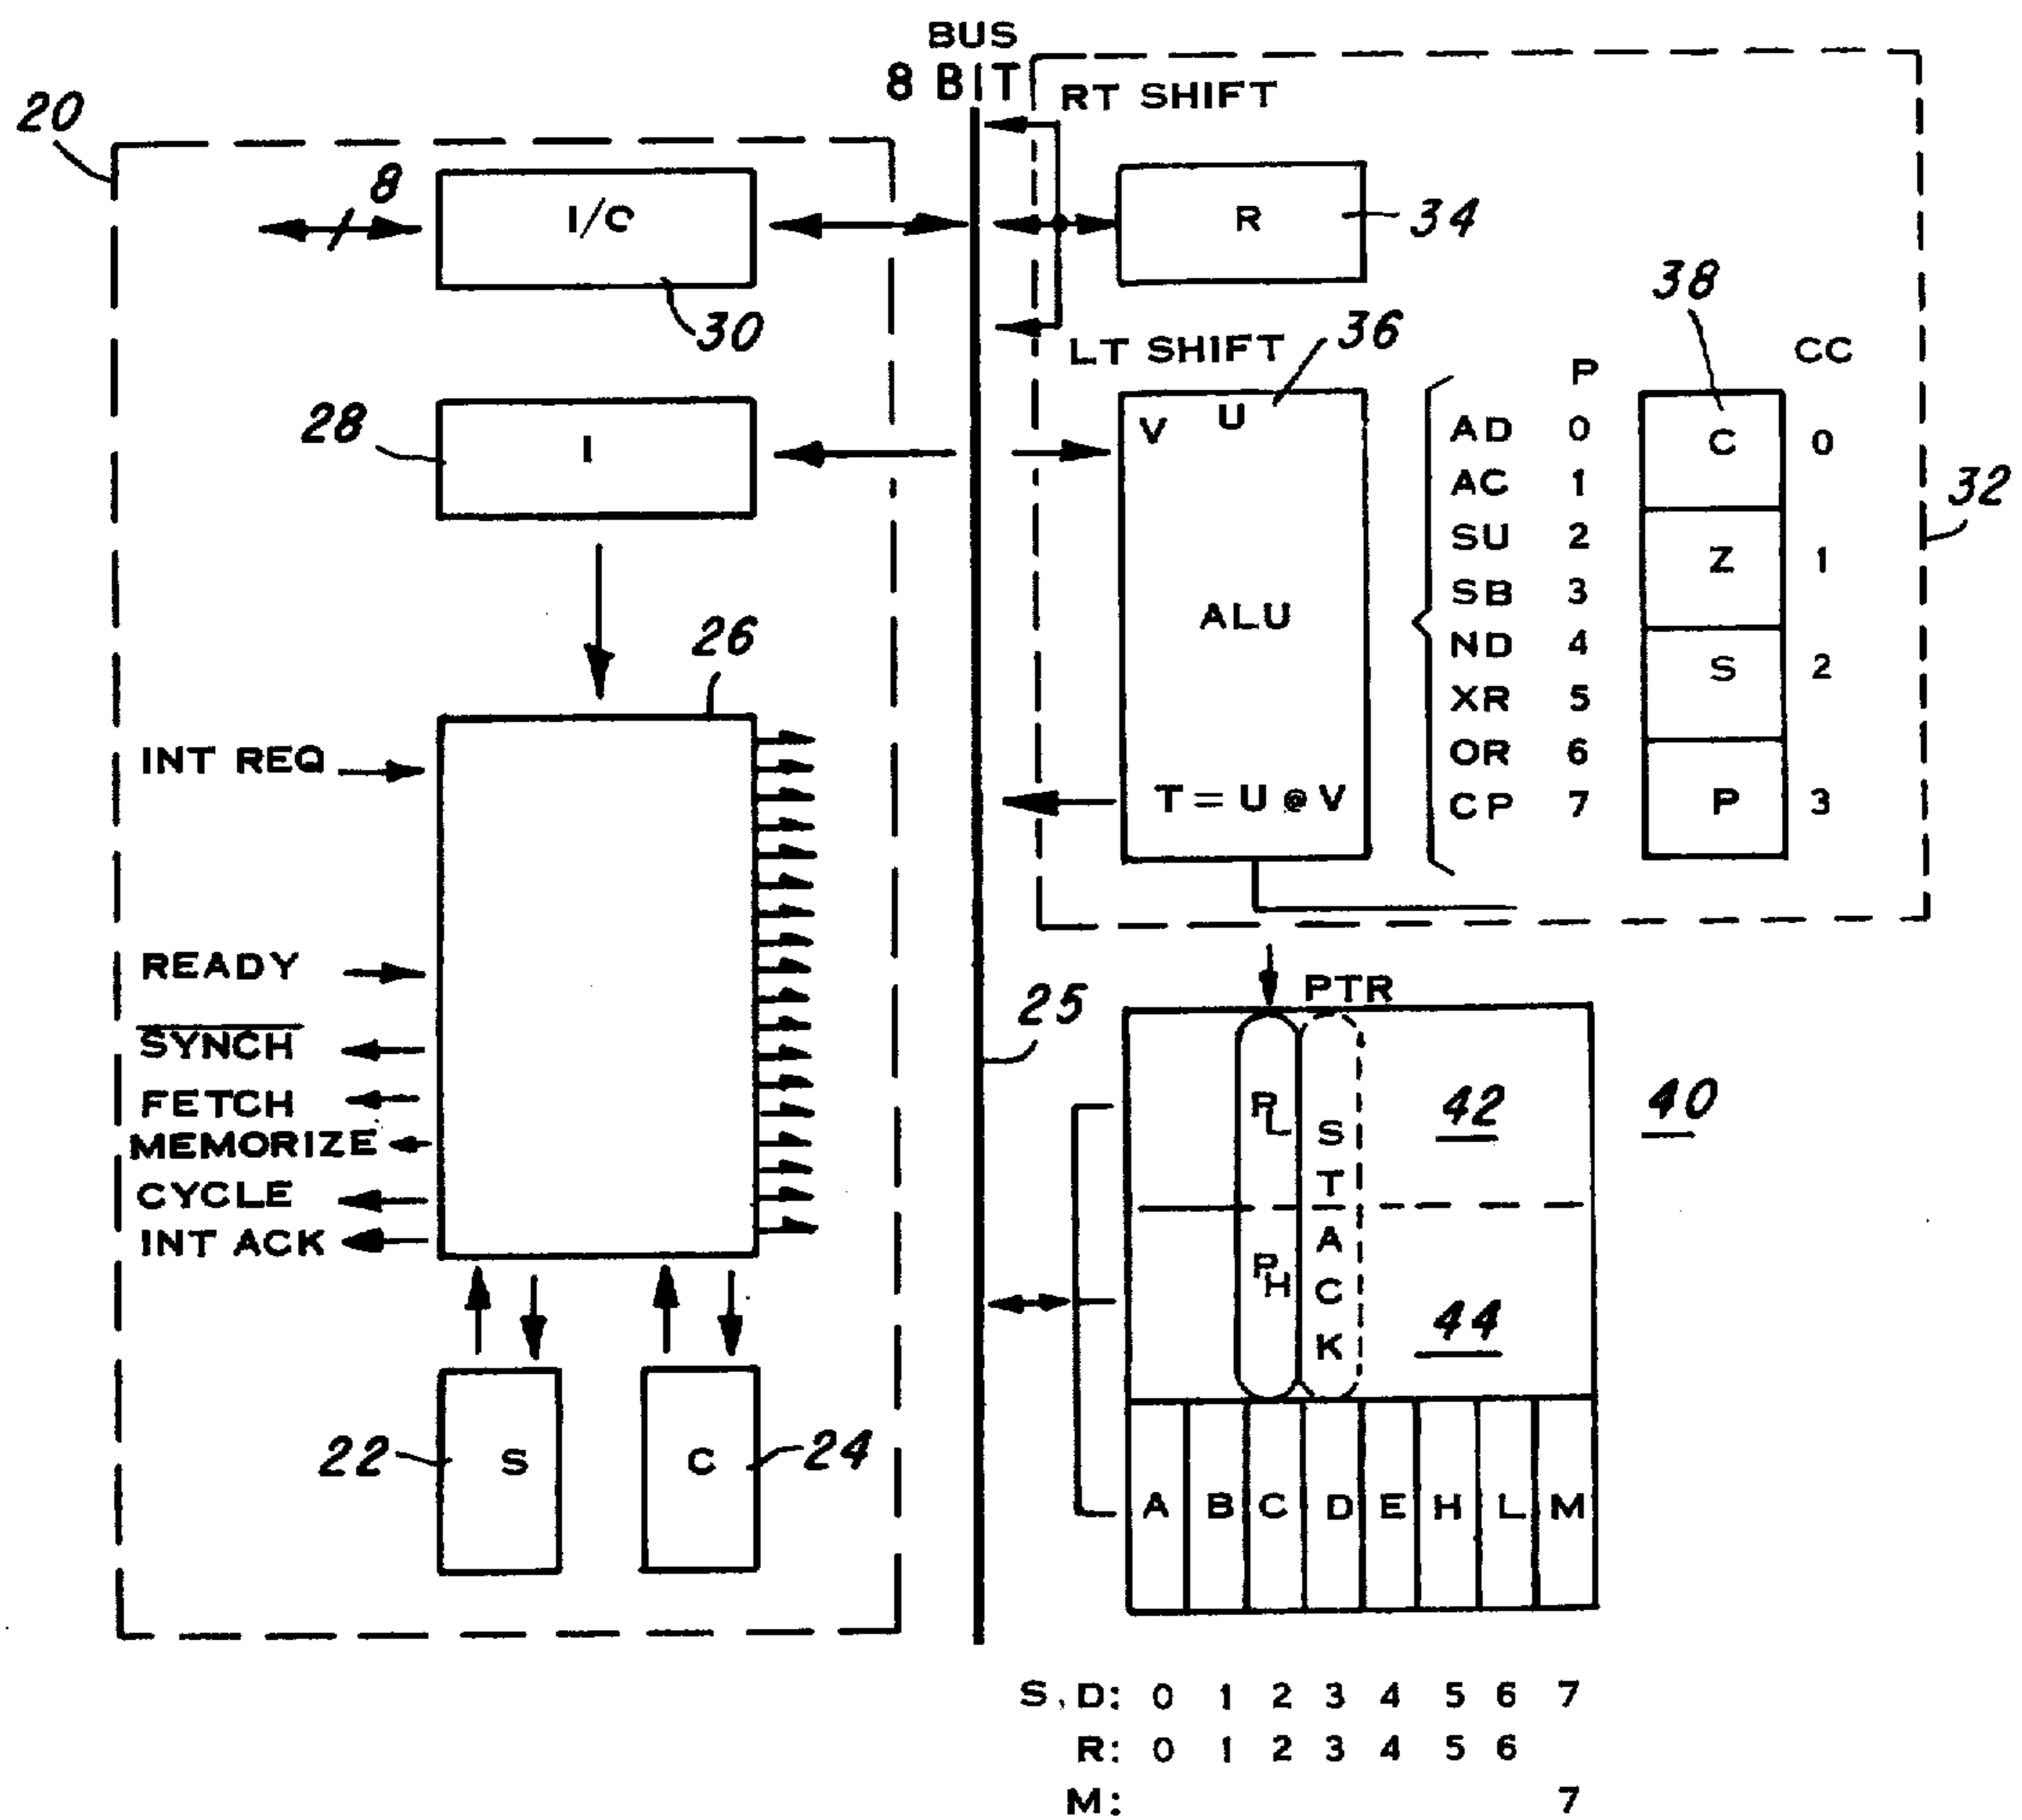 BUS
8 BIT
20
8
I/O
30
28
I
26
INT REQ
READY
SYNCH
FETCH
MEMORIZE
CYCLE
INT ACK
22
S
C
24
25
RT SHIFT
R
34
LT SHIFT
36
V U
ALU
T = U @ V
P
AD 0
AC 1
SU 2
SB 3
ND 4
XR 5
OR 6
CP 7
38
CC
C 0
Z 1
S 2
P 3
32
PTR
PL
PH
STACK
42
40
44
A B C D E H L M
S,D: 0 1 2 3 4 5 6 7
R: 0 1 2 3 4 5 6
M: 7